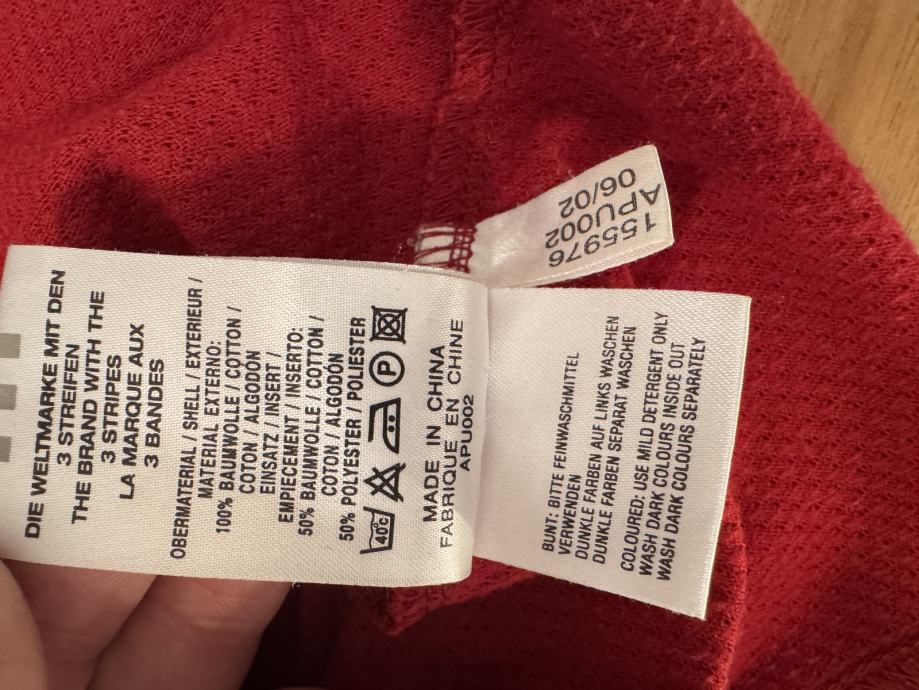 DIE WELTMARKE MIT DEN
3 STREIFEN
THE BRAND WITH THE
3 STRIPES
LA MARQUE AUX
3 BANDES
OBERMATERIAL / SHELL / EXTERIEUR /
MATERIAL EXTERNO:
100% BAUMWOLLE / COTTON /
COTON / ALGODÓN
EINSATZ / INSERT /
EMPIECEMENT / INSERTO:
50% BAUMWOLLE / COTTON /
COTON / ALGODÓN
50% POLYESTER / POLIESTER
40°C P
MADE IN CHINA
FABRIQUE EN CHINE
APU002
155976
APU002
06/02
BUNT: BITTE FEINWASCHMITTEL
VERWENDEN
DUNKLE FARBEN AUF LINKS WASCHEN
DUNKLE FARBEN SEPARAT WASCHEN
COLOURED: USE MILD DETERGENT ONLY
WASH DARK COLOURS INSIDE OUT
WASH DARK COLOURS SEPARATELY